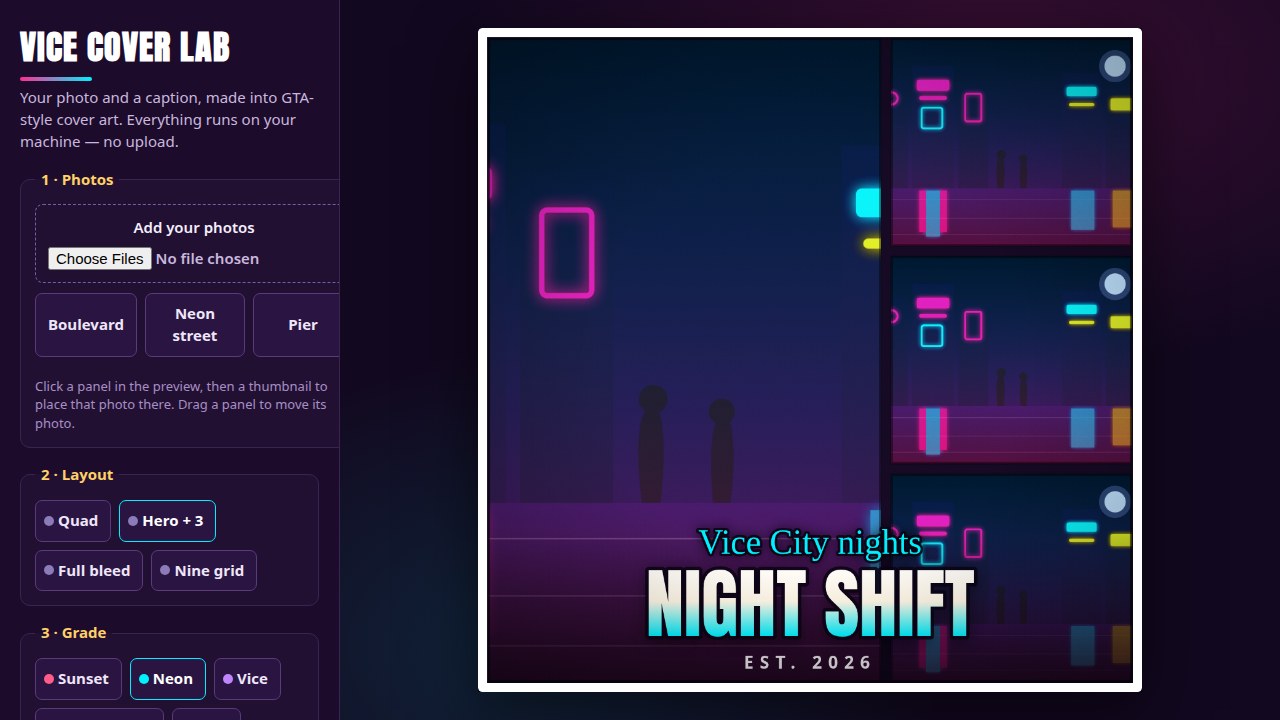 VICE COVER LAB
Your photo and a caption, made into GTA-
style cover art. Everything runs on your
machine — no upload.
1 · Photos
Add your photos
Choose Files No file chosen
Boulevard
Neon
street
Pier
Click a panel in the preview, then a thumbnail to
place that photo there. Drag a panel to move its
photo.
2 · Layout
Quad
Hero + 3
Full bleed
Nine grid
3 · Grade
Sunset
Neon
Vice
Vice City nights
NIGHT SHIFT
EST. 2026